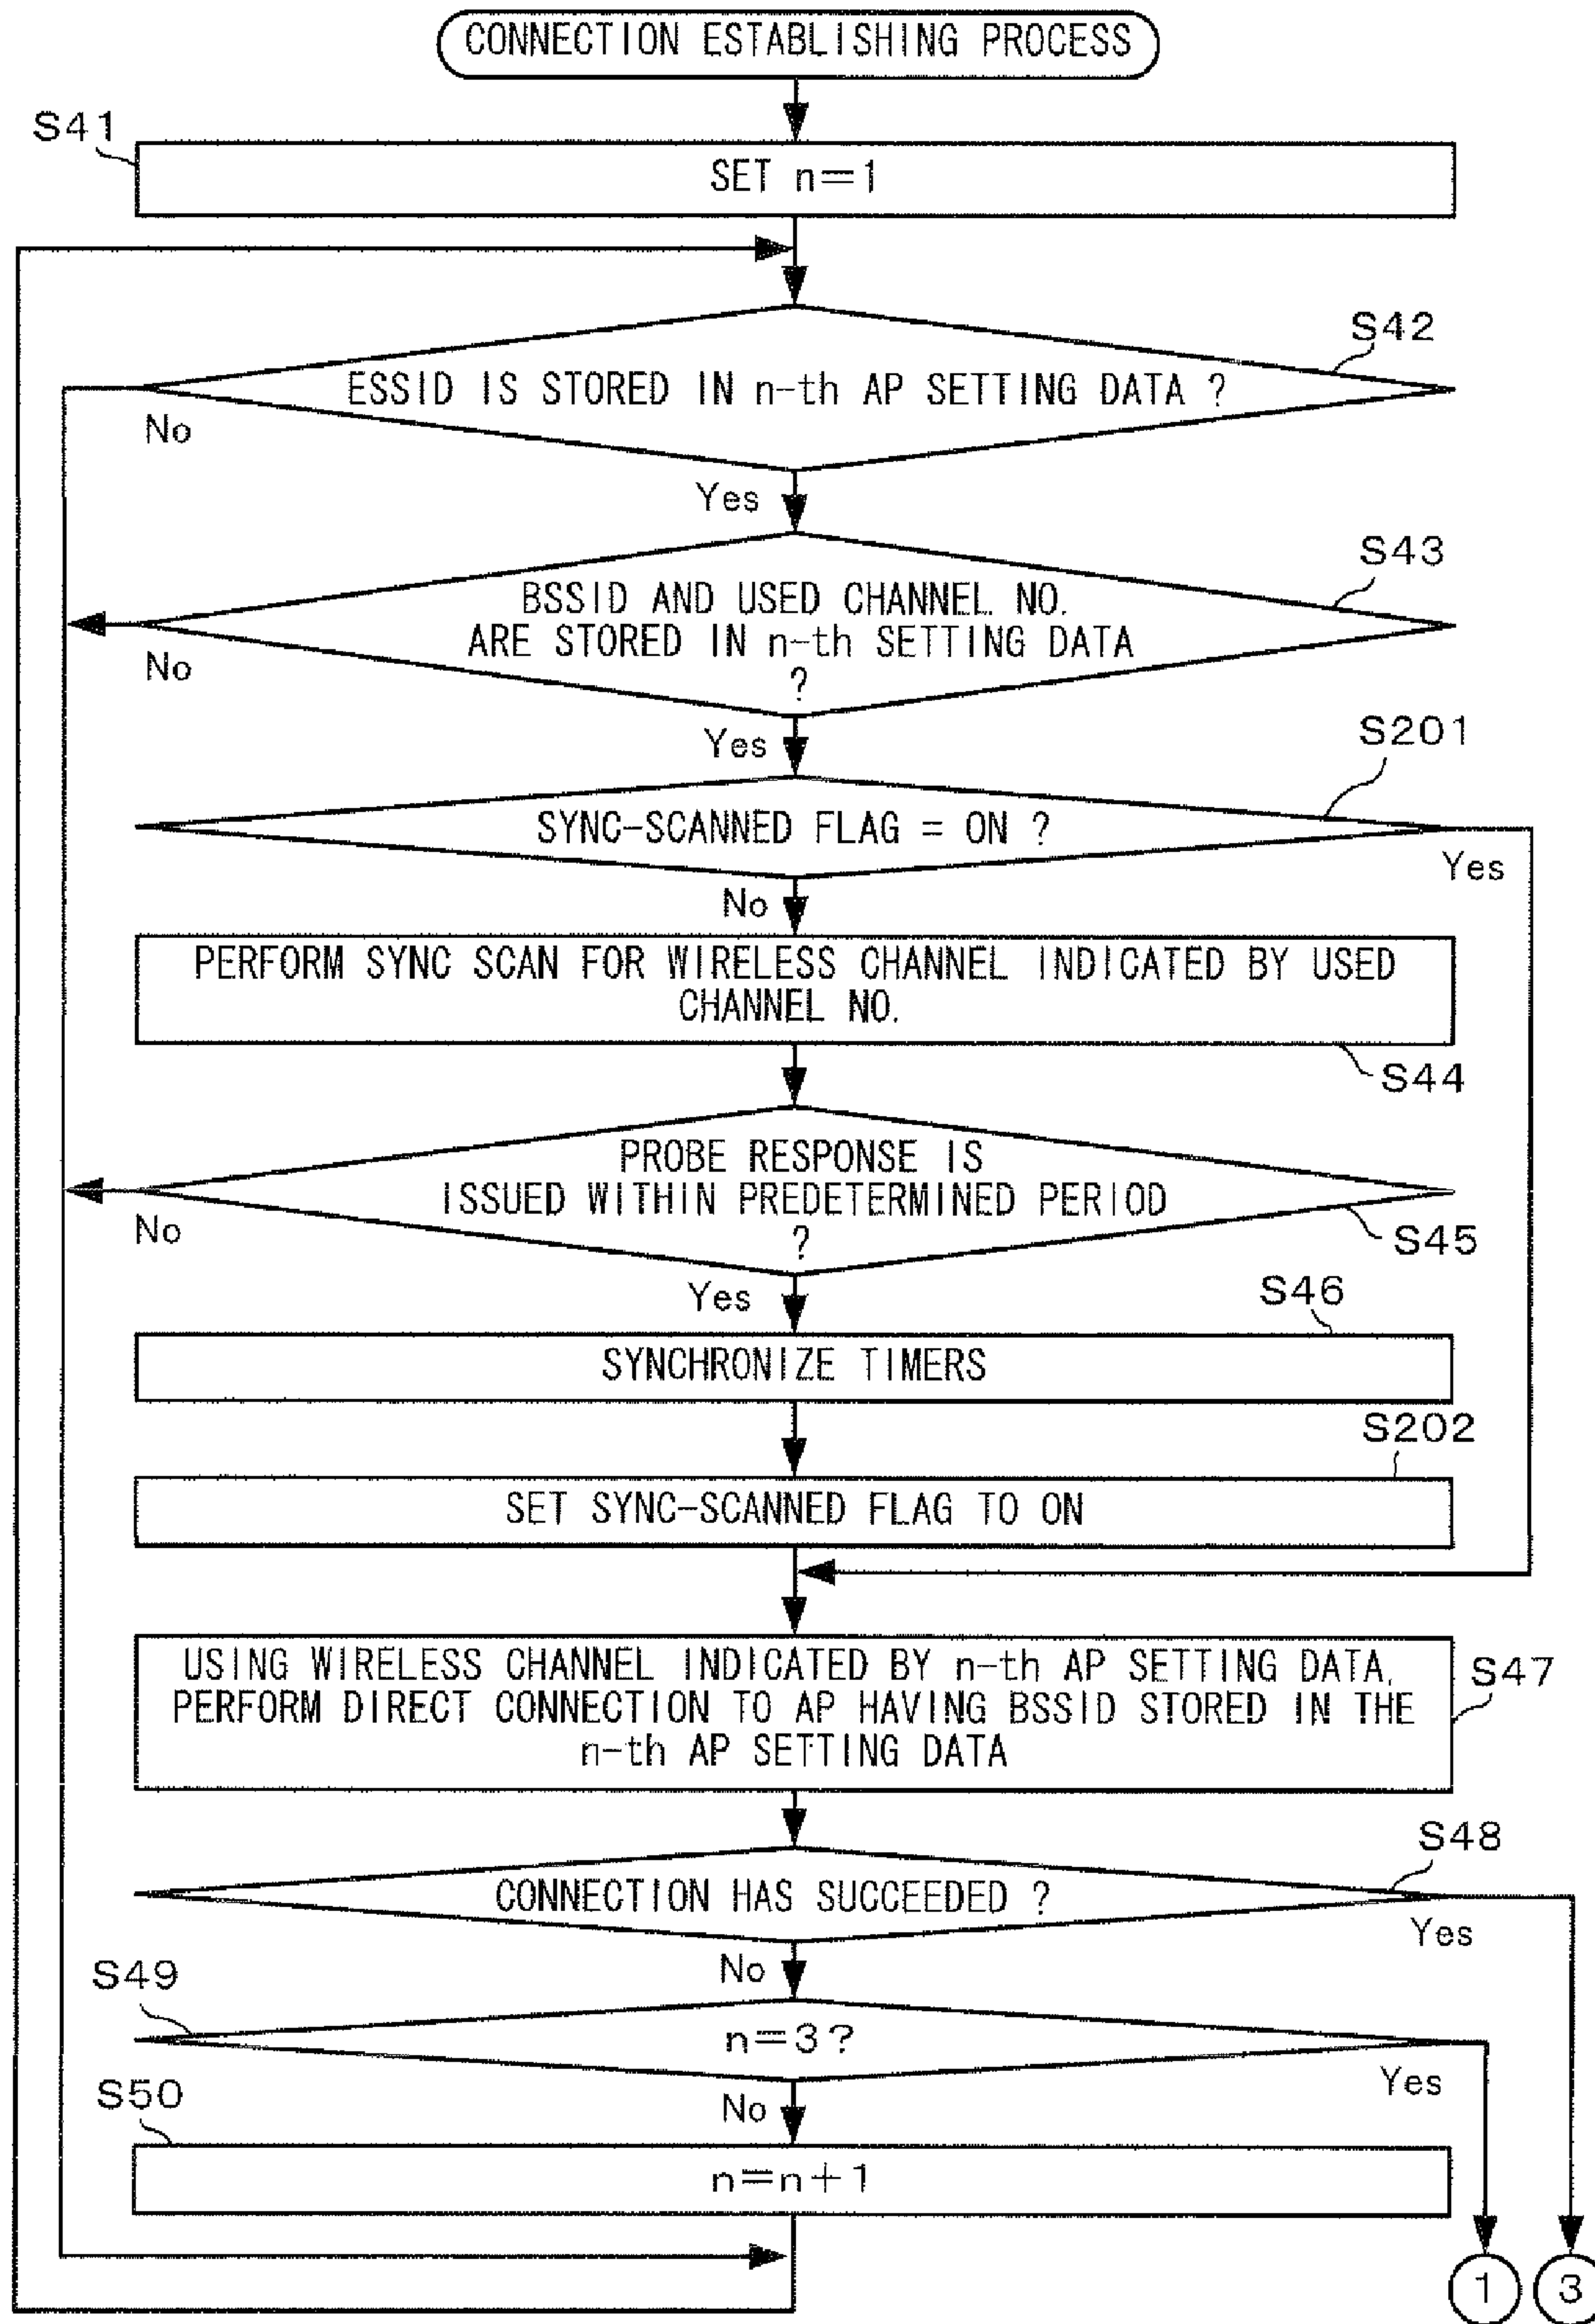 CONNECTION ESTABLISHING PROCESS
S41
SET n=1
S42
ESSID IS STORED IN n-th AP SETTING DATA ?
No
Yes
S43
BSSID AND USED CHANNEL NO.
ARE STORED IN n-th SETTING DATA
?
No
Yes
S201
SYNC-SCANNED FLAG = ON ?
Yes
No
PERFORM SYNC SCAN FOR WIRELESS CHANNEL INDICATED BY USED
CHANNEL NO.
S44
PROBE RESPONSE IS
ISSUED WITHIN PREDETERMINED PERIOD
?
No
S45
Yes
S46
SYNCHRONIZE TIMERS
S202
SET SYNC-SCANNED FLAG TO ON
USING WIRELESS CHANNEL INDICATED BY n-th AP SETTING DATA,
PERFORM DIRECT CONNECTION TO AP HAVING BSSID STORED IN THE
n-th AP SETTING DATA
S47
S48
CONNECTION HAS SUCCEEDED ?
Yes
No
S49
n=3?
Yes
No
S50
n=n+1
1
3